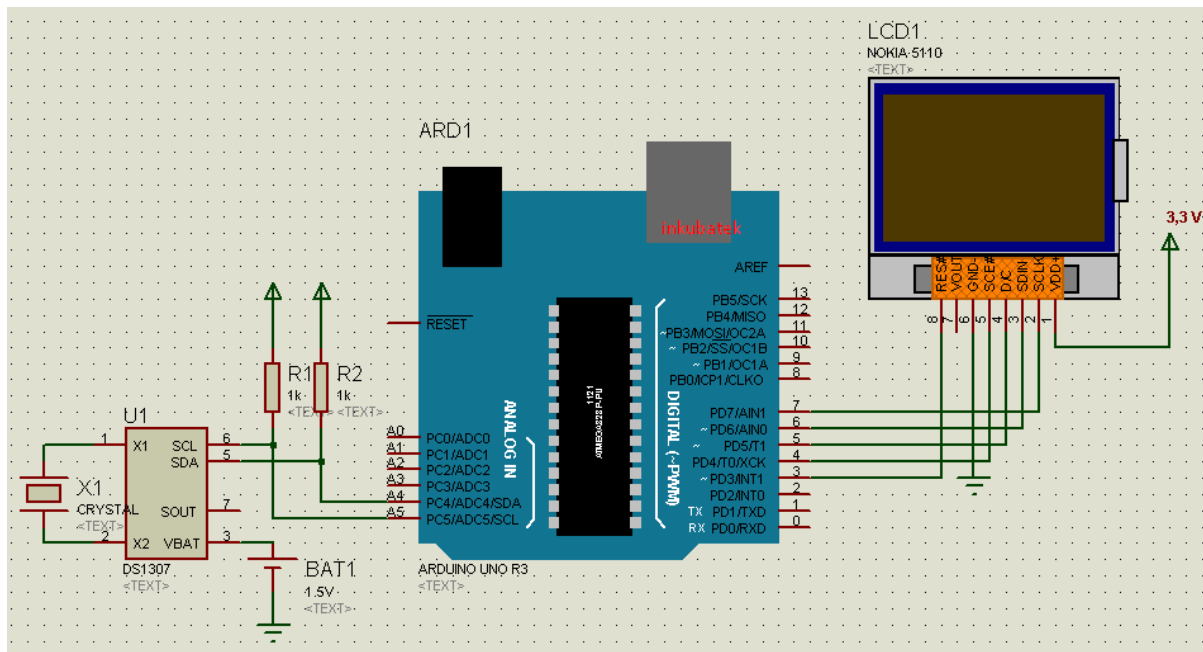 LCD1
NOKIA 5110
<TEXT>
3,3 V
RES#
VOUT
GND-
SCE#
D/C
SDIN
SCLK
VDD+
8
7
6
5
4
3
2
1
ARD1
inkubatek
AREF
RESET
PB5/SCK 13
PB4/MISO 12
~PB3/MOSI/OC2A 11
~ PB2/SS/OC1B 10
~ PB1/OC1A 9
PB0/ICP1/CLKO 8
PD7/AIN1 7
~ PD6/AIN0 6
~ PD5/T1 5
PD4/T0/XCK 4
~ PD3/INT1 3
PD2/INT0 2
TX PD1/TXD 1
RX PD0/RXD 0
DIGITAL (~PWM)
ATMEGA328P-PU
1121
ANALOG IN
A0 PC0/ADC0
A1 PC1/ADC1
A2 PC2/ADC2
A3 PC3/ADC3
A4 PC4/ADC4/SDA
A5 PC5/ADC5/SCL
ARDUINO UNO R3
<TEXT>
R1
1k
<TEXT>
R2
1k
<TEXT>
U1
1 X1
SCL 6
SDA 5
SOUT 7
2 X2
VBAT 3
DS1307
<TEXT>
X1
CRYSTAL
<TEXT>
BAT1
1.5V
<TEXT>